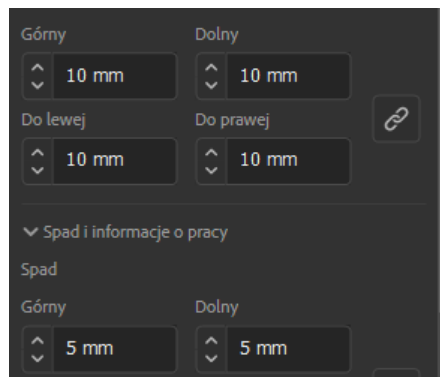 Górny Dolny
10 mm 10 mm
Do lewej Do prawej
10 mm 10 mm
Spad i informacje o pracy
Spad
Górny Dolny
5 mm 5 mm